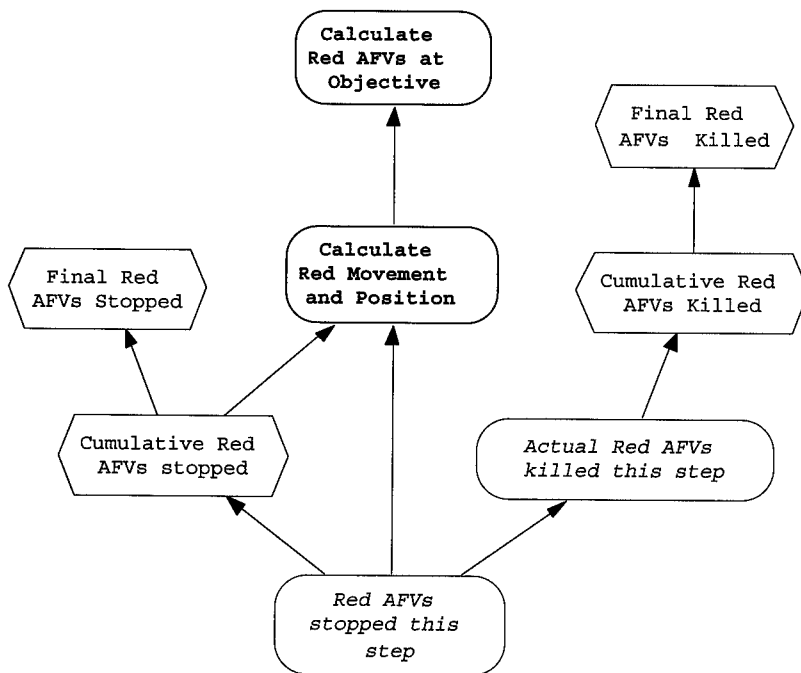 Calculate
Red AFVs at
Objective
Final Red
AFVs Killed
Calculate
Red Movement
and Position
Final Red
AFVs Stopped
Cumulative Red
AFVs Killed
Cumulative Red
AFVs stopped
Actual Red AFVs
killed this step
Red AFVs
stopped this
step